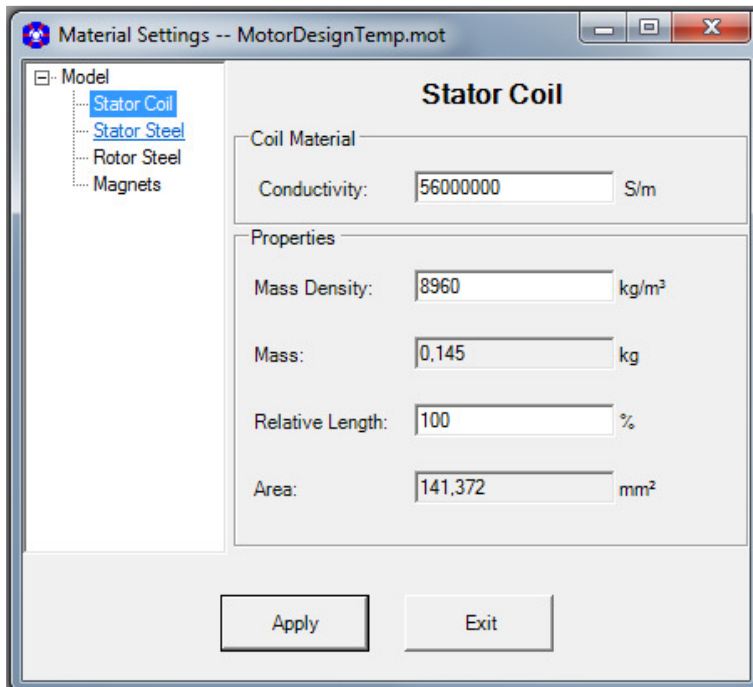 Material Settings -- MotorDesignTemp.mot
Model
Stator Coil
Stator Steel
Rotor Steel
Magnets
Stator Coil
Coil Material
Conductivity: 56000000 S/m
Properties
Mass Density: 8960 kg/m³
Mass: 0,145 kg
Relative Length: 100 %
Area: 141,372 mm²
Apply Exit